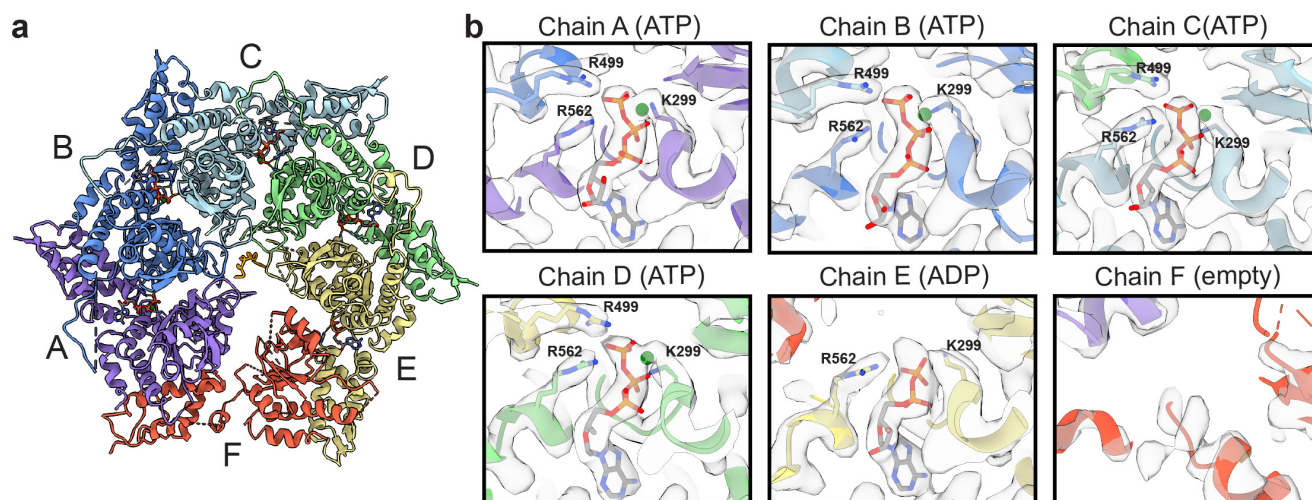 a
C
B
D
A
E
F
b
Chain A (ATP)
R499
R562
K299
Chain B (ATP)
R499
R562
K299
Chain C(ATP)
R499
R562
K299
Chain D (ATP)
R499
R562
K299
Chain E (ADP)
R562
K299
Chain F (empty)